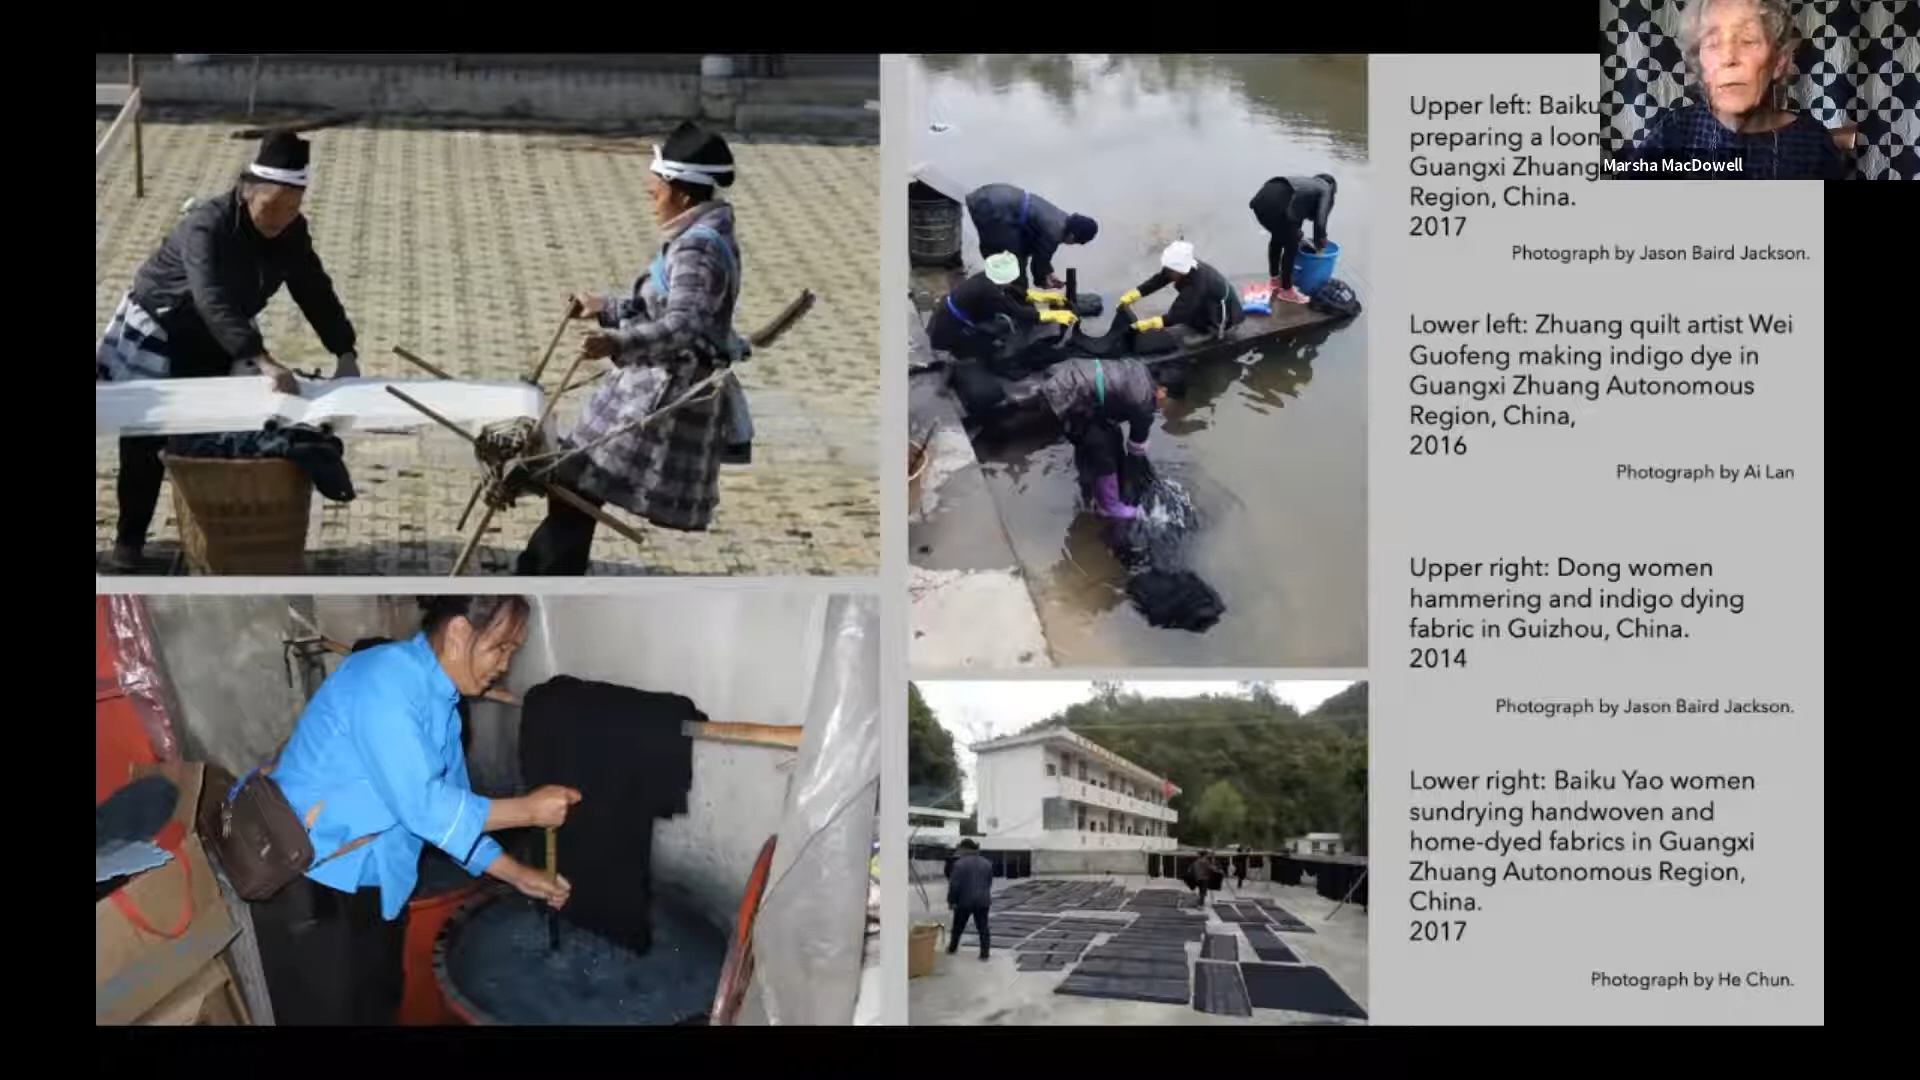 Upper left: Baiku
preparing a loom
Guangxi Zhuang
Region, China.
2017
Photograph by Jason Baird Jackson.
Lower left: Zhuang quilt artist Wei
Guofeng making indigo dye in
Guangxi Zhuang Autonomous
Region, China,
2016
Photograph by Ai Lan
Upper right: Dong women
hammering and indigo dying
fabric in Guizhou, China.
2014
Photograph by Jason Baird Jackson.
Lower right: Baiku Yao women
sundrying handwoven and
home-dyed fabrics in Guangxi
Zhuang Autonomous Region,
China.
2017
Photograph by He Chun.
Marsha MacDowell